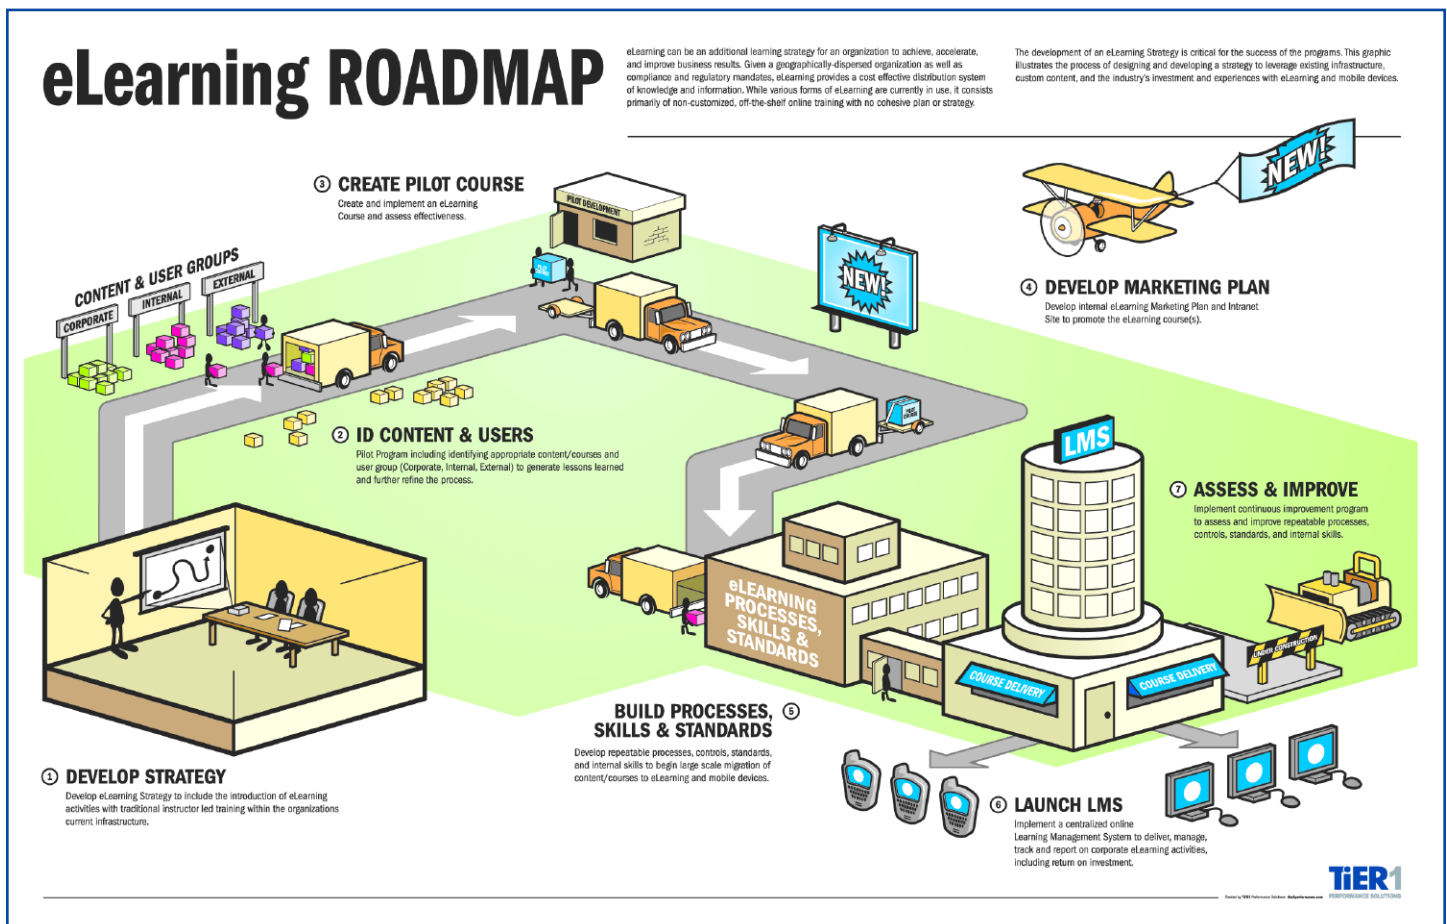 eLearning ROADMAP
eLearning can be an additional learning strategy for an organization to achieve, accelerate,
and improve business results. Given a geographically-dispersed organization as well as
compliance and regulatory mandates, eLearning provides a cost effective distribution system
of knowledge and information. While various forms of eLearning are currently in use, it consists
primarily of non-customized, off-the-shelf online training with no cohesive plan or strategy.
The development of an eLearning Strategy is critical for the success of the programs. This graphic
illustrates the process of designing and developing a strategy to leverage existing infrastructure,
custom content, and the industry's investment and experiences with eLearning and mobile devices.
NEW!
3 CREATE PILOT COURSE
Create and implement an eLearning
Course and assess effectiveness.
PILOT DEVELOPMENT
PILOT COURSE
CONTENT & USER GROUPS
CORPORATE
INTERNAL
EXTERNAL
NEW!
4 DEVELOP MARKETING PLAN
Develop internal eLearning Marketing Plan and Intranet
Site to promote the eLearning course(s).
2 ID CONTENT & USERS
Pilot Program including identifying appropriate content/courses and
user group (Corporate, Internal, External) to generate lessons learned
and further refine the process.
PILOT COURSE
LMS
7 ASSESS & IMPROVE
Implement continuous improvement program
to assess and improve repeatable processes,
controls, standards, and internal skills.
eLEARNING
PROCESSES,
SKILLS &
STANDARDS
UNDER CONSTRUCTION
COURSE DELIVERY
COURSE DELIVERY
BUILD PROCESSES, 5
SKILLS & STANDARDS
Develop repeatable processes, controls, standards,
and internal skills to begin large scale migration of
content/courses to eLearning and mobile devices.
1 DEVELOP STRATEGY
Develop eLearning Strategy to include the introduction of eLearning
activities with traditional instructor led training within the organizations
current infrastructure.
6 LAUNCH LMS
Implement a centralized online
Learning Management System to deliver, manage,
track and report on corporate eLearning activities,
including return on investment.
TiER1
PERFORMANCE SOLUTIONS
Created by TiER1 Performance Solutions tier1performance.com